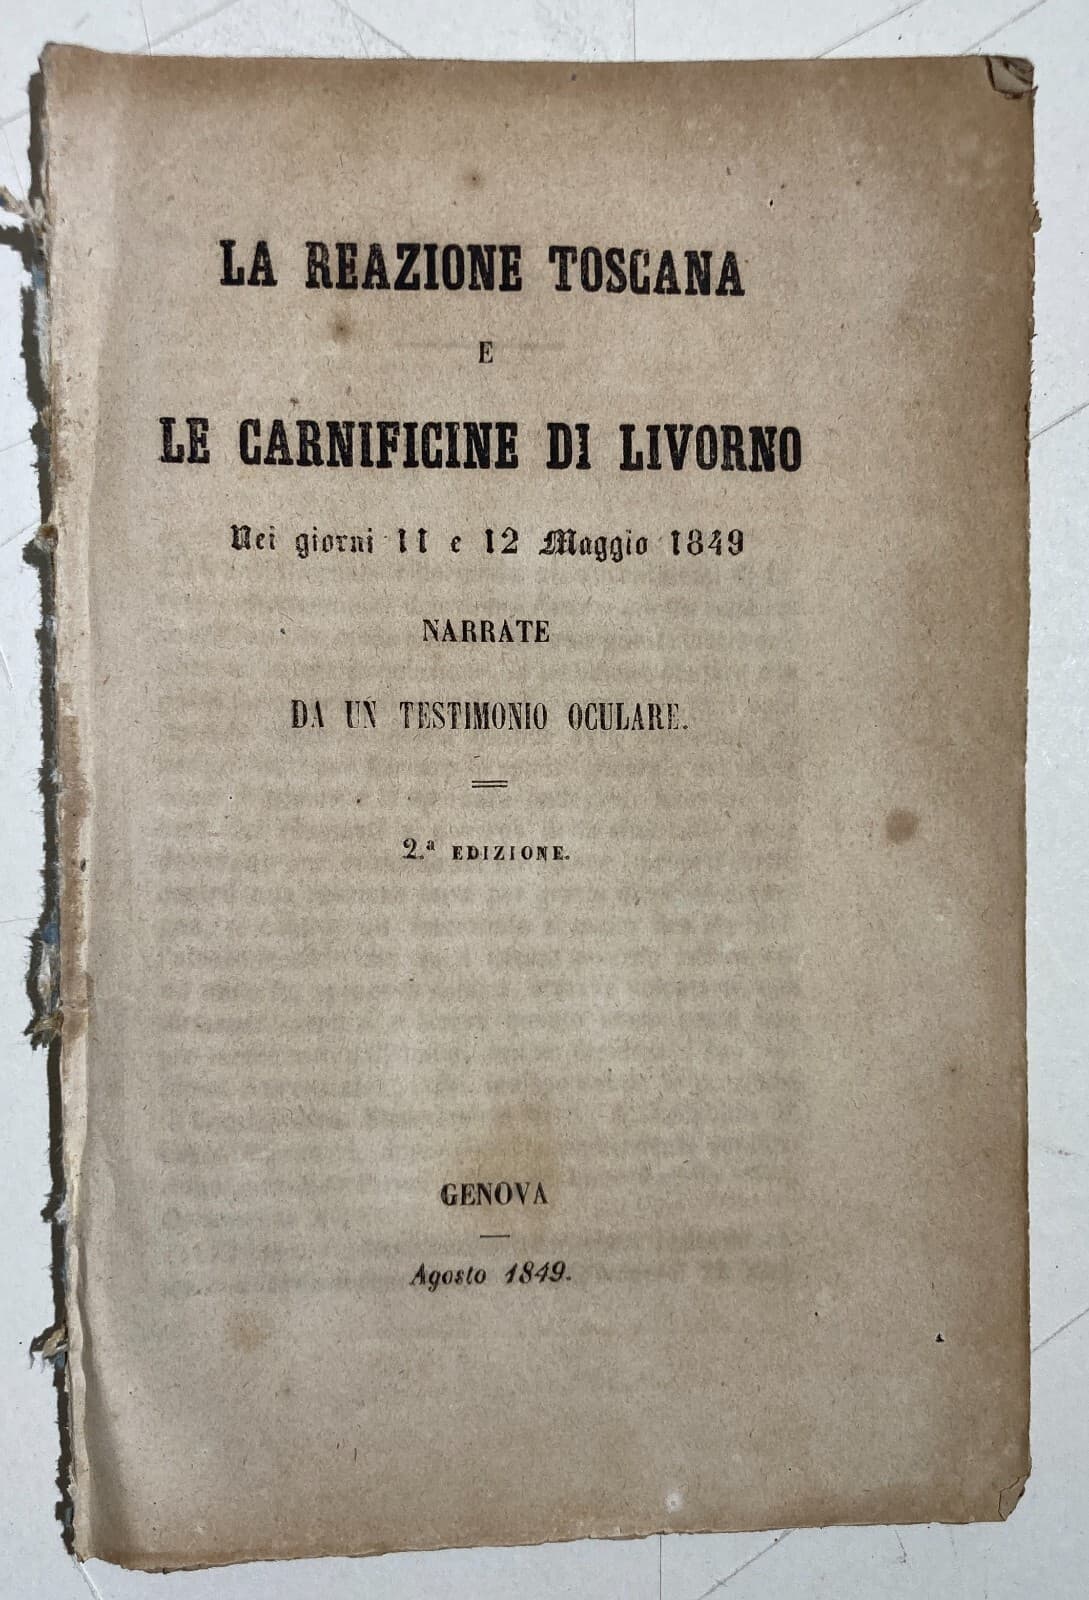 LA REAZIONE TOSCANA
E
LE CARNIFICINE DI LIVORNO
Nei giorni 11 e 12 Maggio 1849
NARRATE
DA UN TESTIMONIO OCULARE.
2.ª EDIZIONE.
GENOVA
Agosto 1849.